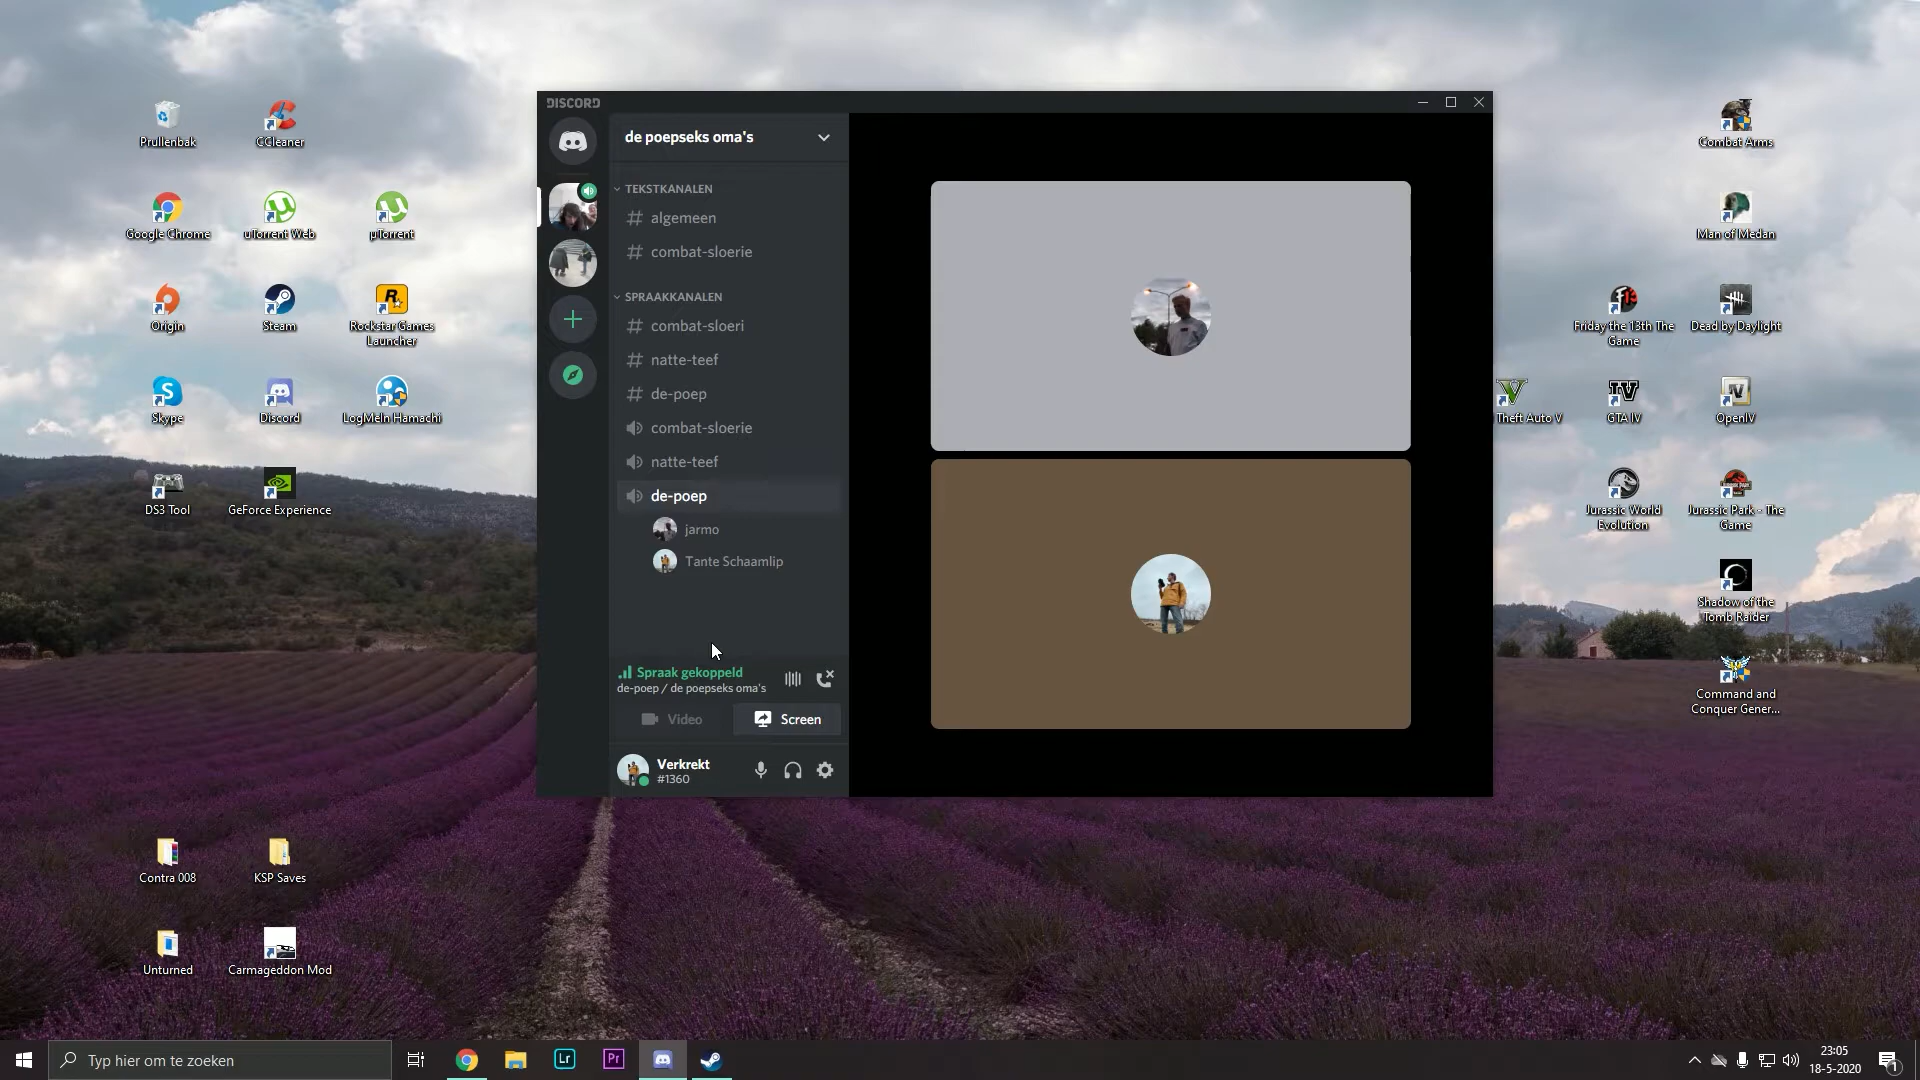 Prullenbak
CCleaner
Google Chrome
uTorrent Web
µTorrent
Origin
Steam
Rockstar Games
Launcher
Skype
Discord
LogMeIn Hamachi
DS3 Tool
GeForce Experience
Contra 008
KSP Saves
Unturned
Carmageddon Mod
DISCORD
de poepseks oma's
TEKSTKANALEN
algemeen
combat-sloerie
SPRAAKKANALEN
combat-sloeri
natte-teef
de-poep
combat-sloerie
natte-teef
de-poep
jarmo
Tante Schaamlip
Spraak gekoppeld
de-poep / de poepseks oma's
Video
Screen
Verkrekt
#1360
Combat Arms
Man of Medan
Friday the 13th The
Game
Dead by Daylight
Theft Auto V
GTA IV
OpenIV
Jurassic World
Evolution
Jurassic Park - The
Game
Shadow of the
Tomb Raider
Command and
Conquer Gener...
Typ hier om te zoeken
Lr
Pr
23:05
18-5-2020
1